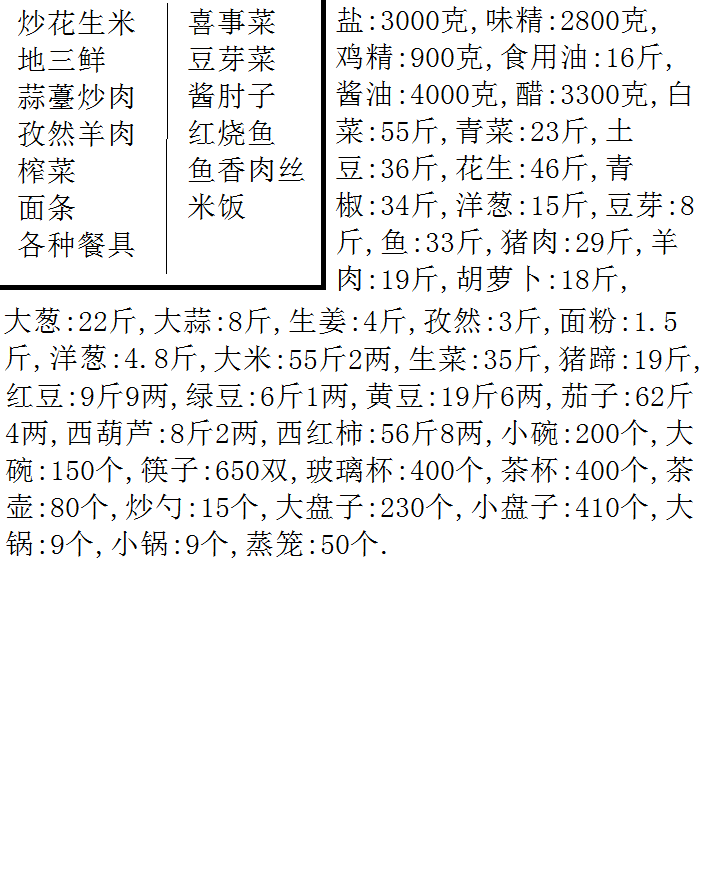 炒花生米
地三鲜
蒜薹炒肉
孜然羊肉
榨菜
面条
各种餐具
喜事菜
豆芽菜
酱肘子
红烧鱼
鱼香肉丝
米饭
盐:3000克,味精:2800克,
鸡精:900克,食用油:16斤,
酱油:4000克,醋:3300克,白
菜:55斤,青菜:23斤,土
豆:36斤,花生:46斤,青
椒:34斤,洋葱:15斤,豆芽:8
斤,鱼:33斤,猪肉:29斤,羊
肉:19斤,胡萝卜:18斤,
大葱:22斤,大蒜:8斤,生姜:4斤,孜然:3斤,面粉:1.5
斤,洋葱:4.8斤,大米:55斤2两,生菜:35斤,猪蹄:19斤,
红豆:9斤9两,绿豆:6斤1两,黄豆:19斤6两,茄子:62斤
4两,西葫芦:8斤2两,西红柿:56斤8两,小碗:200个,大
碗:150个,筷子:650双,玻璃杯:400个,茶杯:400个,茶
壶:80个,炒勺:15个,大盘子:230个,小盘子:410个,大
锅:9个,小锅:9个,蒸笼:50个.